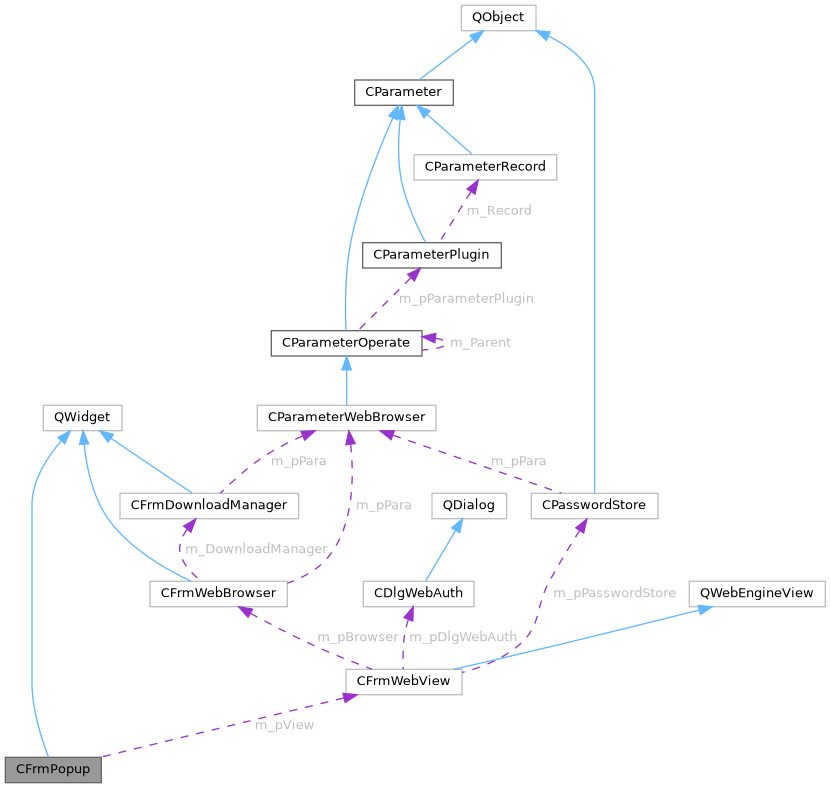 QObject
CParameter
CParameterRecord
m_Record
CParameterPlugin
m_pParameterPlugin
CParameterOperate
m_Parent
QWidget
CParameterWebBrowser
m_pPara
m_pPara
CFrmDownloadManager
m_pPara
QDialog
CPasswordStore
m_DownloadManager
CFrmWebBrowser
CDlgWebAuth
m_pPasswordStore
QWebEngineView
m_pBrowser
m_pDlgWebAuth
CFrmWebView
m_pView
CFrmPopup